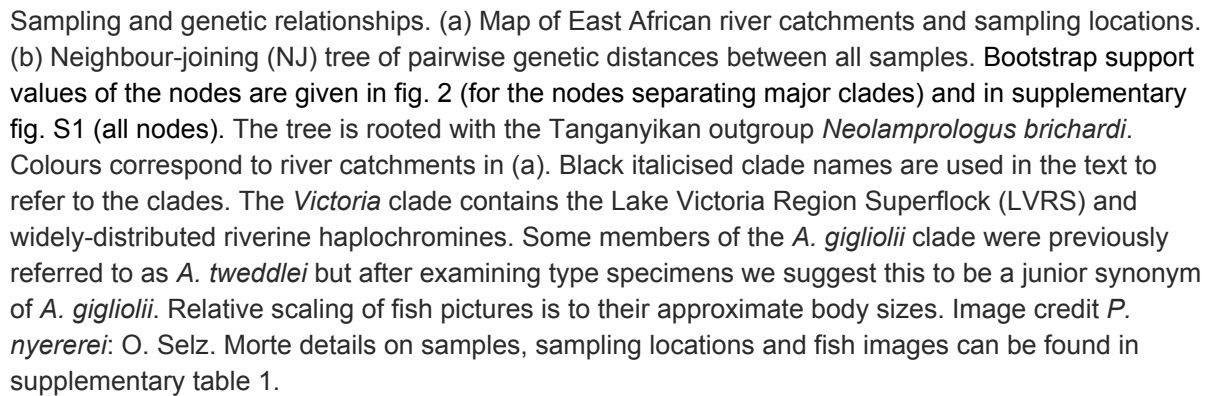 Sampling and genetic relationships. (a) Map of East African river catchments and sampling locations.
(b) Neighbour-joining (NJ) tree of pairwise genetic distances between all samples. Bootstrap support
values of the nodes are given in fig. 2 (for the nodes separating major clades) and in supplementary
fig. S1 (all nodes). The tree is rooted with the Tanganyikan outgroup Neolamprologus brichardi.
Colours correspond to river catchments in (a). Black italicised clade names are used in the text to
refer to the clades. The Victoria clade contains the Lake Victoria Region Superflock (LVRS) and
widely-distributed riverine haplochromines. Some members of the A. gigliolii clade were previously
referred to as A. tweddlei but after examining type specimens we suggest this to be a junior synonym
of A. gigliolii. Relative scaling of fish pictures is to their approximate body sizes. Image credit P.
nyererei: O. Selz. Morte details on samples, sampling locations and fish images can be found in
supplementary table 1.